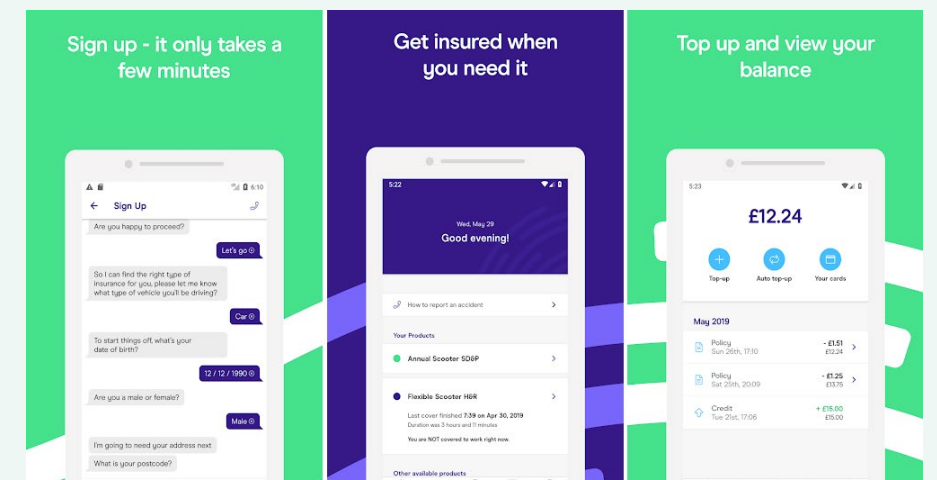 Sign up - it only takes a
few minutes
6:10
Sign Up
Are you happy to proceed?
Let's go
So I can find the right type of
insurance for you, please let me know
what type of vehicle you'll be driving?
Car
To start things off, what's your
date of birth?
12 / 12 / 1990
Are you a male or female?
Male
I'm going to need your address next
What is your postcode?
Get insured when
you need it
5:22
Wed, May 29
Good evening!
How to report an accident
Your Products
Annual Scooter SD&P
Flexible Scooter H&R
Last cover finished 7:39 on Apr 30, 2019
Duration was 3 hours and 11 minutes
You are NOT covered to work right now
Other available products
Top up and view your
balance
5:23
£12.24
Top-up Auto top-up Your cards
May 2019
Policy - £1.51
Sun 26th, 17:10 £12.24
Policy - £1.25
Sat 25th, 20:09 £13.75
Credit + £15.00
Tue 21st, 17:06 £15.00